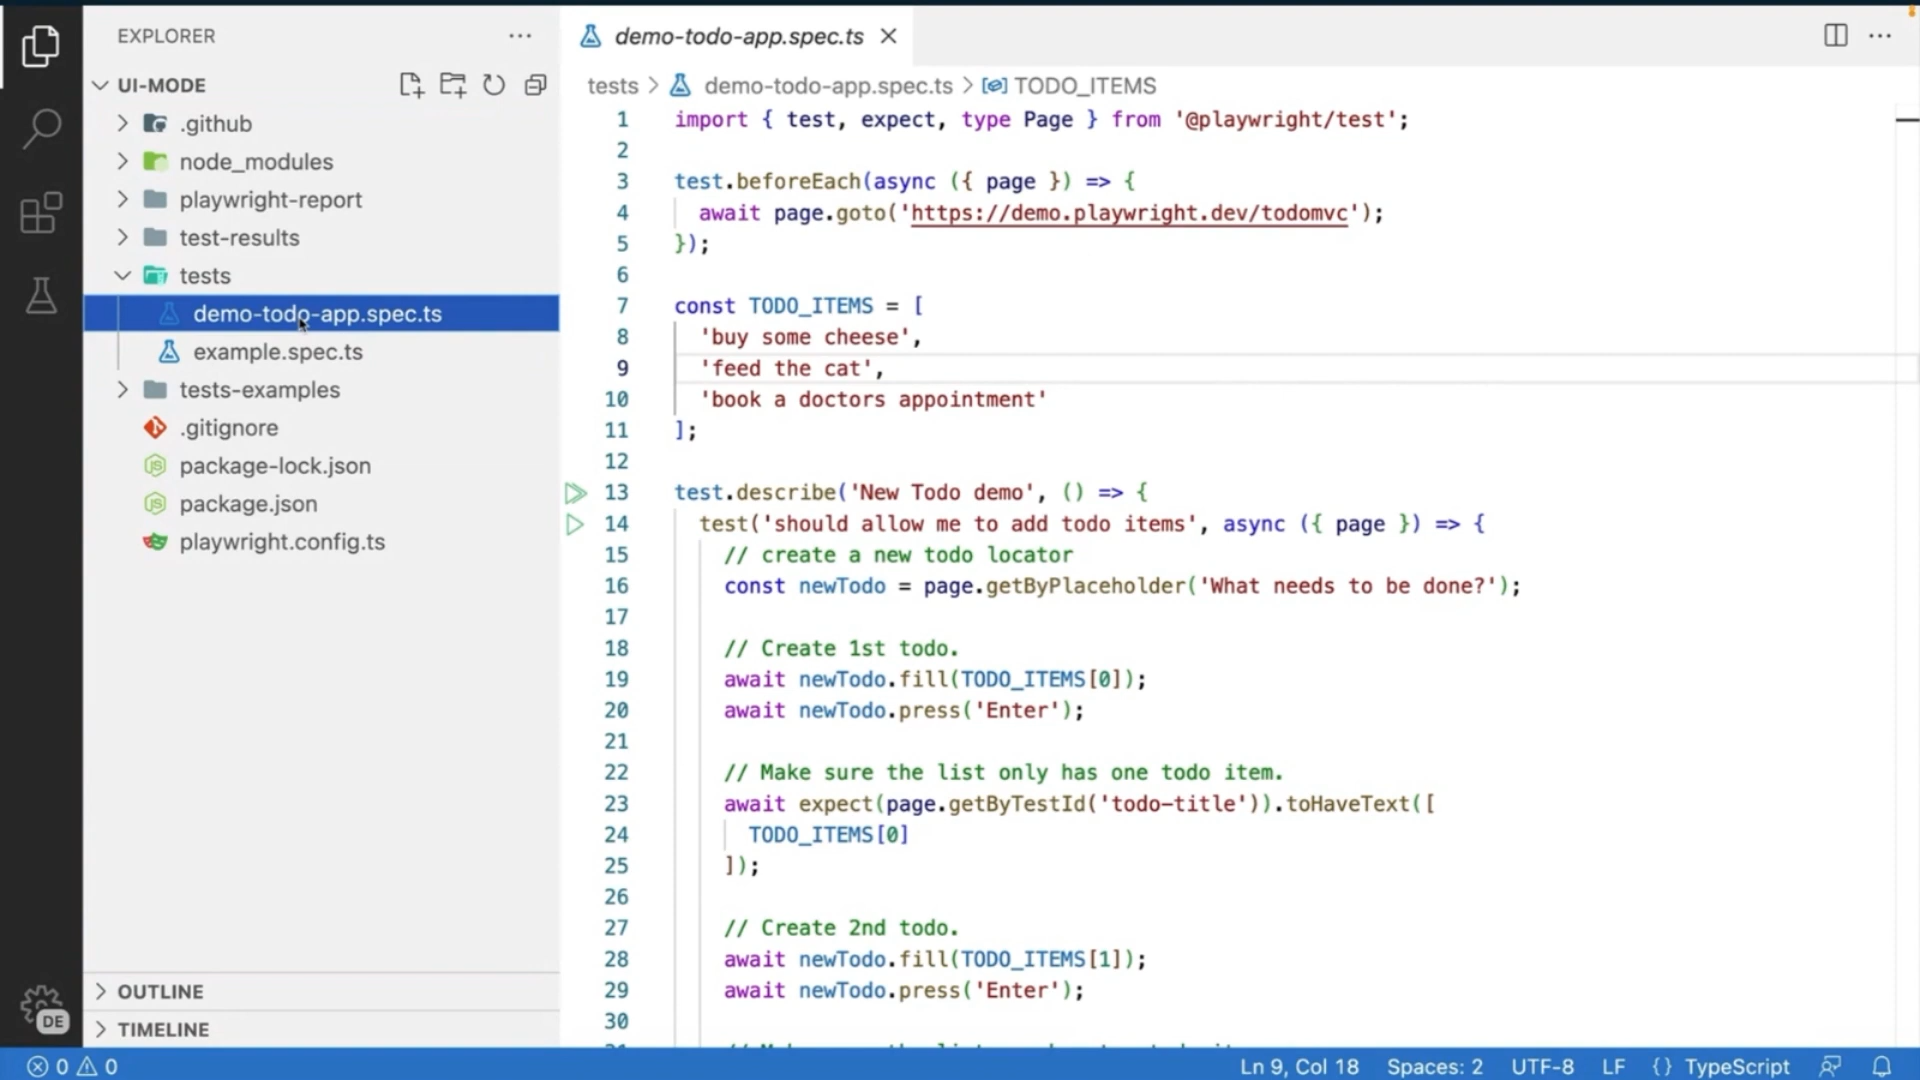 EXPLORER
UI-MODE
.github
node_modules
playwright-report
test-results
tests
demo-todo-app.spec.ts
example.spec.ts
tests-examples
.gitignore
package-lock.json
package.json
playwright.config.ts
OUTLINE
TIMELINE
DE
demo-todo-app.spec.ts
tests > demo-todo-app.spec.ts > TODO_ITEMS
1 import { test, expect, type Page } from '@playwright/test';
2
3 test.beforeEach(async ({ page }) => {
4 await page.goto('https://demo.playwright.dev/todomvc');
5 });
6
7 const TODO_ITEMS = [
8 'buy some cheese',
9 'feed the cat',
10 'book a doctors appointment'
11 ];
12
13 test.describe('New Todo demo', () => {
14 test('should allow me to add todo items', async ({ page }) => {
15 // create a new todo locator
16 const newTodo = page.getByPlaceholder('What needs to be done?');
17
18 // Create 1st todo.
19 await newTodo.fill(TODO_ITEMS[0]);
20 await newTodo.press('Enter');
21
22 // Make sure the list only has one todo item.
23 await expect(page.getByTestId('todo-title')).toHaveText([
24 TODO_ITEMS[0]
25 ]);
26
27 // Create 2nd todo.
28 await newTodo.fill(TODO_ITEMS[1]);
29 await newTodo.press('Enter');
30
0 0
Ln 9, Col 18 Spaces: 2 UTF-8 LF {} TypeScript